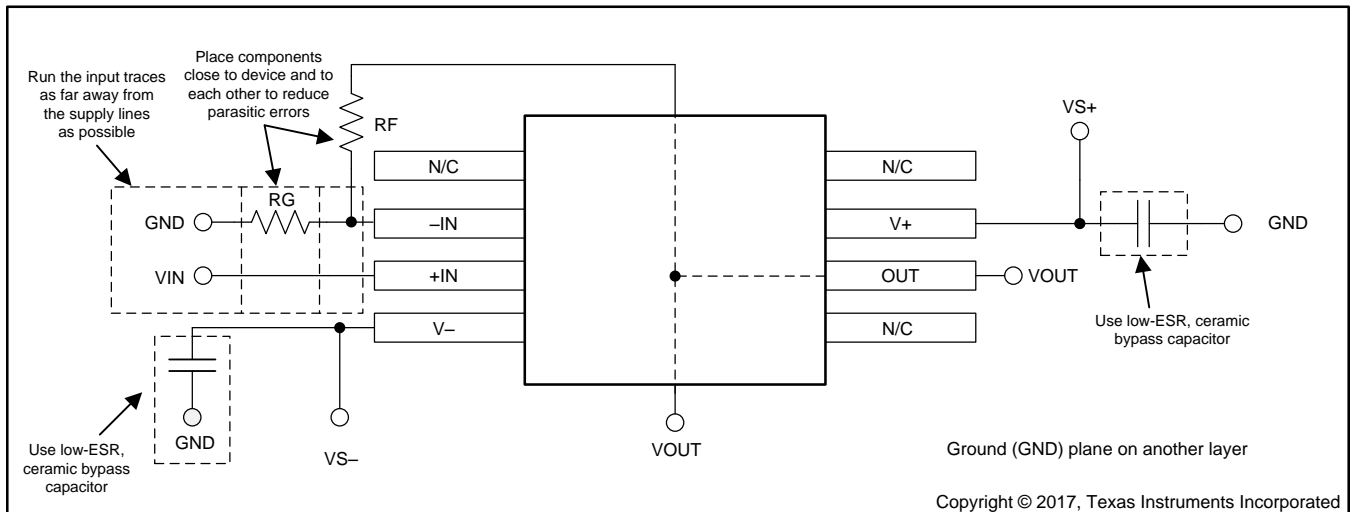 Run the input traces
as far away from
the supply lines
as possible
Place components
close to device and to
each other to reduce
parasitic errors
RF
RG
GND
VIN
N/C
–IN
+IN
V–
N/C
V+
OUT
N/C
VS+
GND
VOUT
Use low-ESR, ceramic
bypass capacitor
GND
Use low-ESR,
ceramic bypass
capacitor
VS–
VOUT
Ground (GND) plane on another layer
Copyright © 2017, Texas Instruments Incorporated